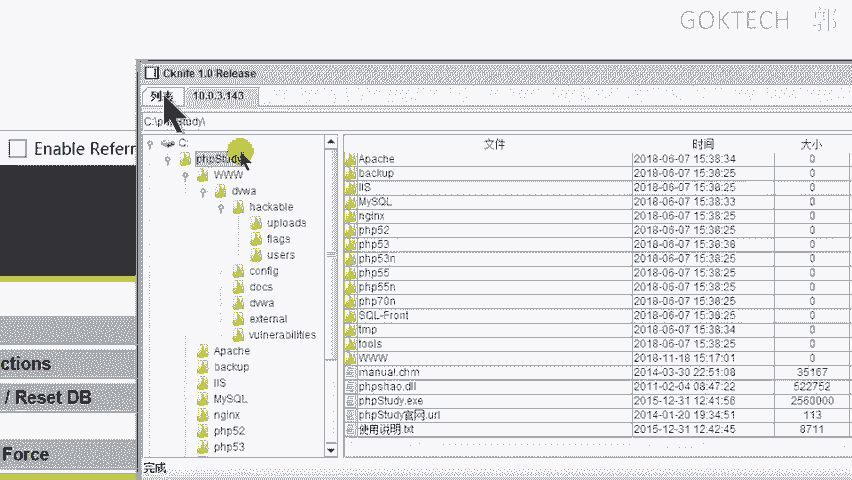 GOKTECH 郭
Cknife 1.0 Release
列表 10.0.3.143
C:\phpStudy\
Enable Referr
C:
phpStudy
WWW
dvwa
hackable
uploads
flags
users
config
docs
dvwa
external
vulnerabilities
Apache
backup
IIS
MySQL
nginx
php52
php53
文件 时间 大小
Apache 2018-06-07 15:38:34 0
backup 2018-06-07 15:38:25 0
IIS 2018-06-07 15:38:25 0
MySQL 2018-06-07 15:38:33 0
nginx 2018-06-07 15:38:25 0
php52 2018-06-07 15:38:25 0
php53 2018-06-07 15:38:38 0
php53n 2018-06-07 15:38:25 0
php55 2018-06-07 15:38:25 0
php55n 2018-06-07 15:38:25 0
php70n 2018-06-07 15:38:25 0
SQL-Front 2018-06-07 15:38:25 0
tmp 2018-06-07 15:38:34 0
tools 2018-06-07 15:38:25 0
WWW 2018-11-18 15:17:01 0
manual.chm 2014-03-30 22:51:08 35167
phpshao.dll 2011-02-04 08:47:22 522752
phpStudy.exe 2015-12-31 12:41:56 2560000
phpStudy官网.url 2014-01-20 19:34:51 113
使用说明.txt 2015-12-31 12:42:45 8711
ctions
/ Reset DB
Force
完成